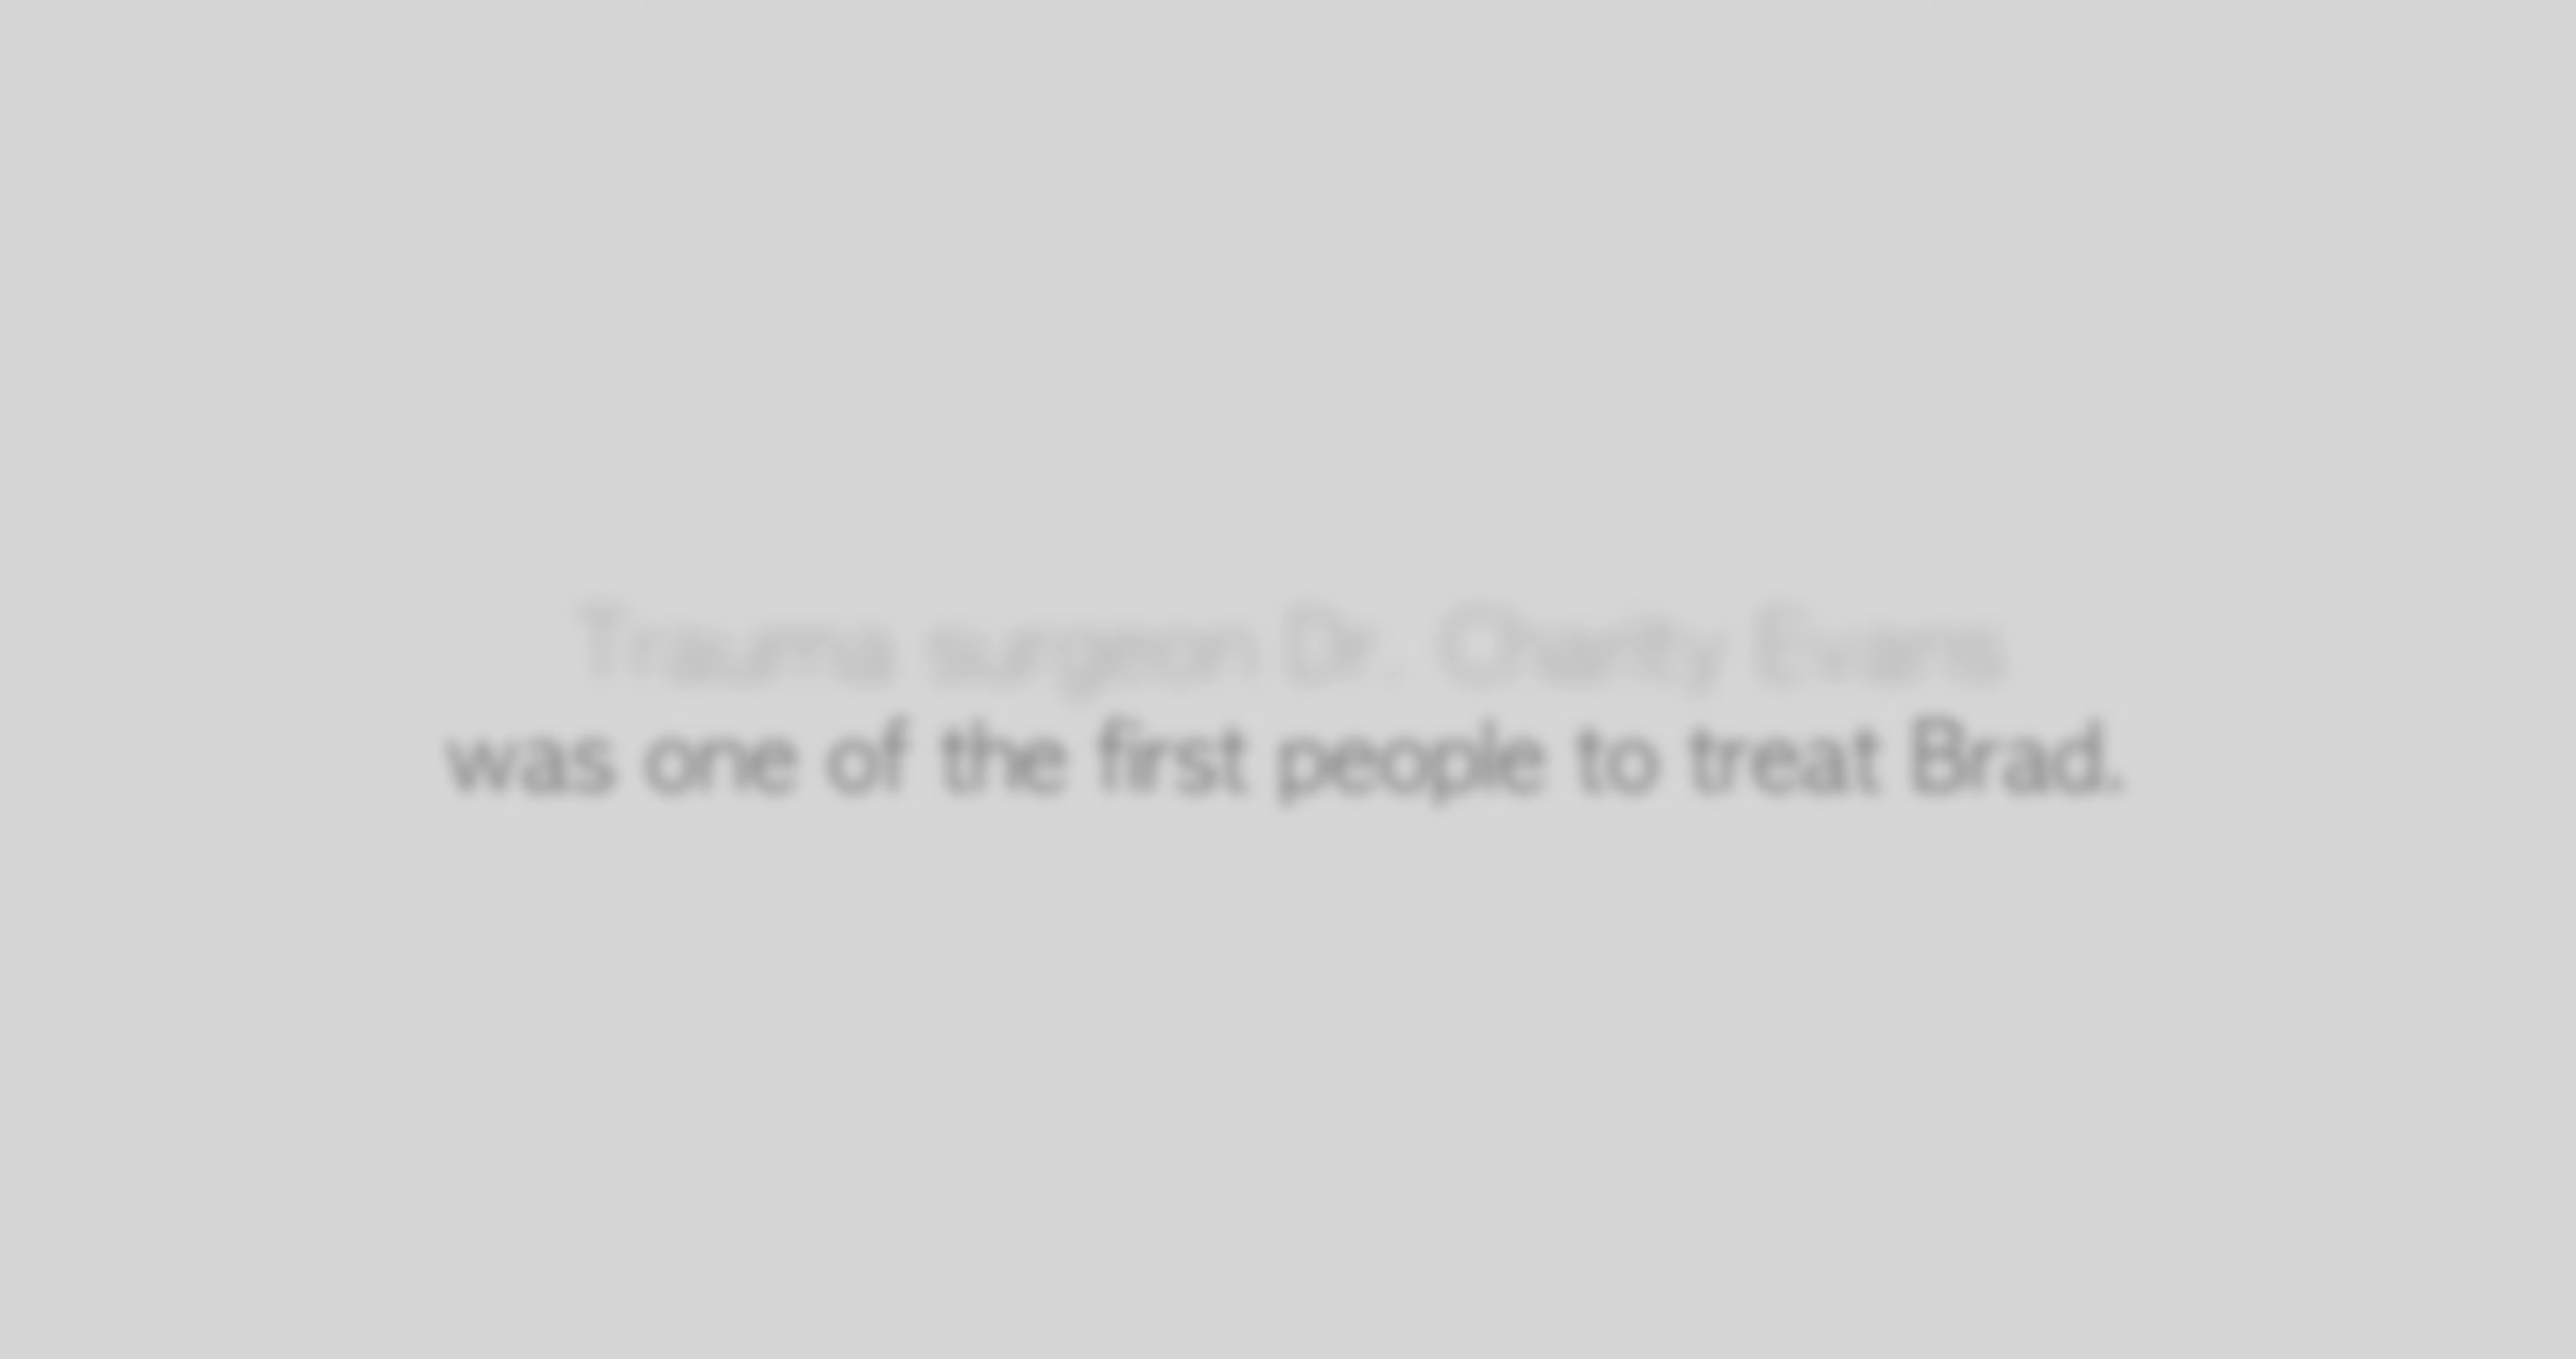 Trauma surgeon Dr. Charity Evans
was one of the first people to treat Brad.